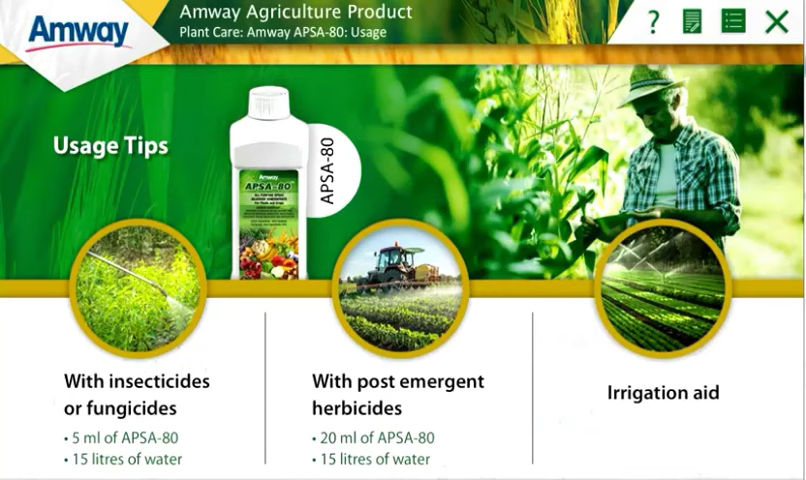 Amway
Amway Agriculture Product
Plant Care: Amway APSA-80: Usage
?
Usage Tips
APSA-80
Amway
APSA-80
With insecticides
or fungicides
• 5 ml of APSA-80
• 15 litres of water
With post emergent
herbicides
• 20 ml of APSA-80
• 15 litres of water
Irrigation aid